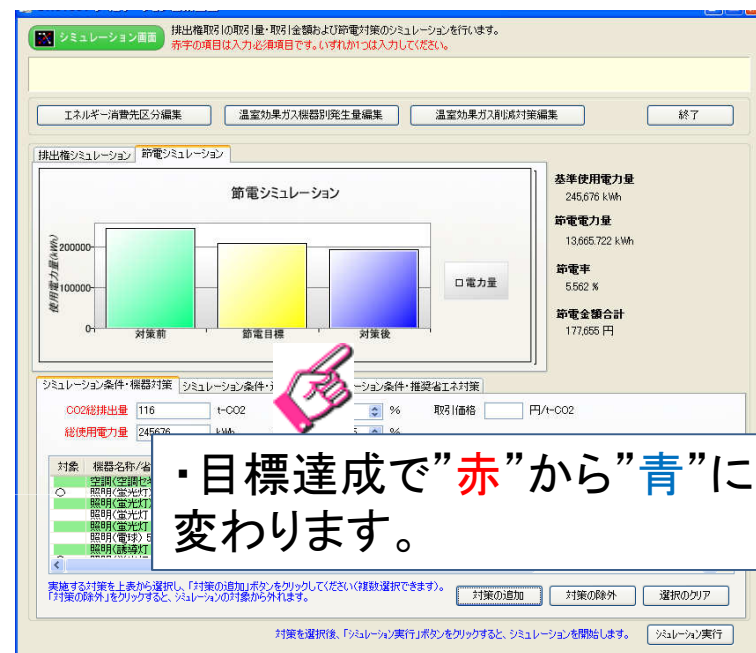 シミュレーション画面
排出権取引の取引量・取引金額および節電対策のシミュレーションを行います。
赤字の項目は入力必須項目です。いずれか1つは入力してください。
エネルギー消費先区分編集 温室効果ガス機器別発生量編集 温室効果ガス削減対策編集 終了
排出権シミュレーション 節電シミュレーション
節電シミュレーション
使用電力量(kWh)
200000
100000
0
対策前 節電目標 対策後
電力量
基準使用電力量
245,676 kWh
節電電力量
13,665.722 kWh
節電率
5.562 %
節電金額合計
177,655 円
シミュレーション条件・機器対策 シミュレーション条件・ ーション条件・推奨省エネ対策
CO2総排出量 116 t-CO2 % 取引価格 円/t-CO2
総使用電力量 245676 kWh 5 %
対象 機器名称/省
空調(空調セ
○ 照明(蛍光灯)
照明(蛍光灯)
照明(蛍光灯
照明(電球) 5
照明(誘導灯
・目標達成で”赤”から”青”に
変わります。
実施する対策を上表から選択し、「対策の追加」ボタンをクリックしてください(複数選択できます)。
「対策の除外」をクリックすると、シミュレーションの対象から外れます。
対策の追加 対策の除外 選択のクリア
対策を選択後、「シミュレーション実行」ボタンをクリックすると、シミュレーションを開始します。 シミュレーション実行